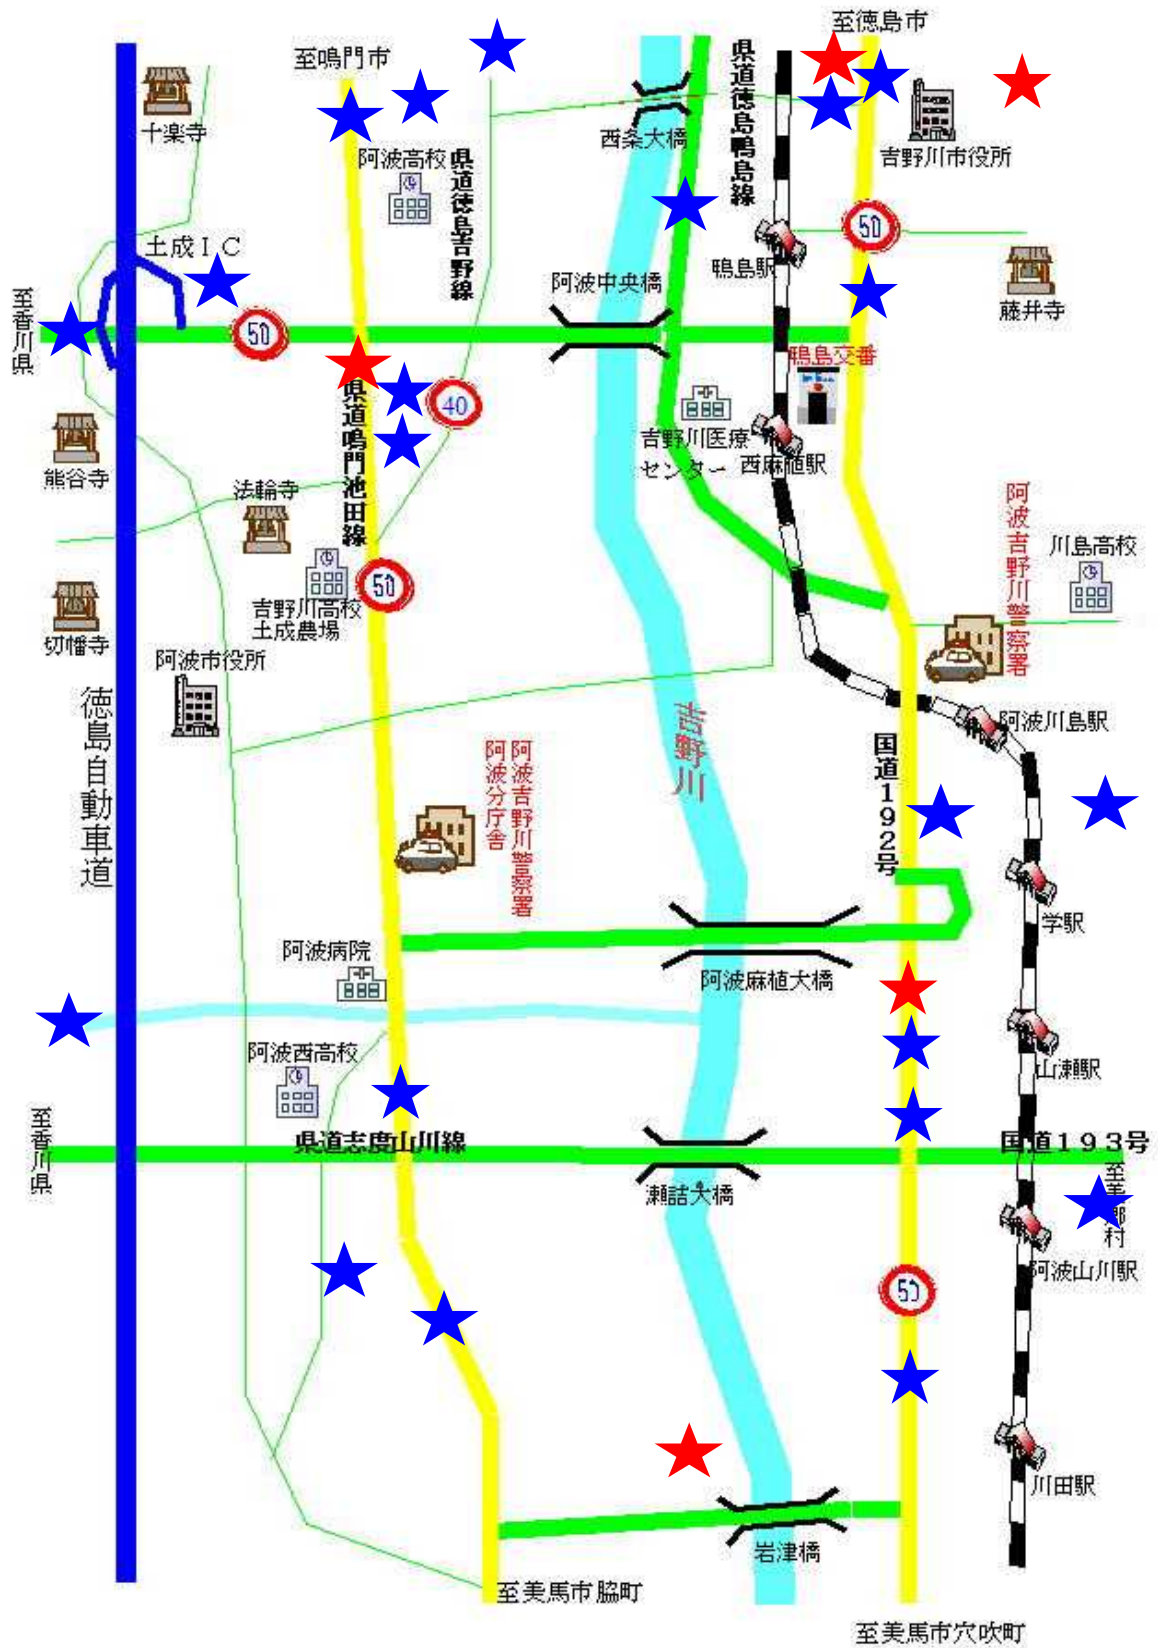 至徳島市
至鳴門市
県道徳島鴨島線
十楽寺
西条大橋
阿波高校
吉野川市役所
県道徳島吉野線
50
土成ＩＣ
鴨島駅
阿波中央橋
藤井寺
至香川県
50
鴨島交番
県道鳴門池田線
40
吉野川医療
センター
西麻植駅
熊谷寺
法輪寺
阿波吉野川警察署
川島高校
50
吉野川高校
土成農場
切幡寺
阿波市役所
徳島自動車道
吉野川
阿波川島駅
国道１９２号
阿波吉野川警察署
阿波分庁舎
学駅
阿波病院
阿波麻植大橋
阿波西高校
山瀬駅
至香川県
県道志度山川線
国道１９３号
瀬詰大橋
至美郷村
阿波山川駅
50
川田駅
岩津橋
至美馬市脇町
至美馬市穴吹町